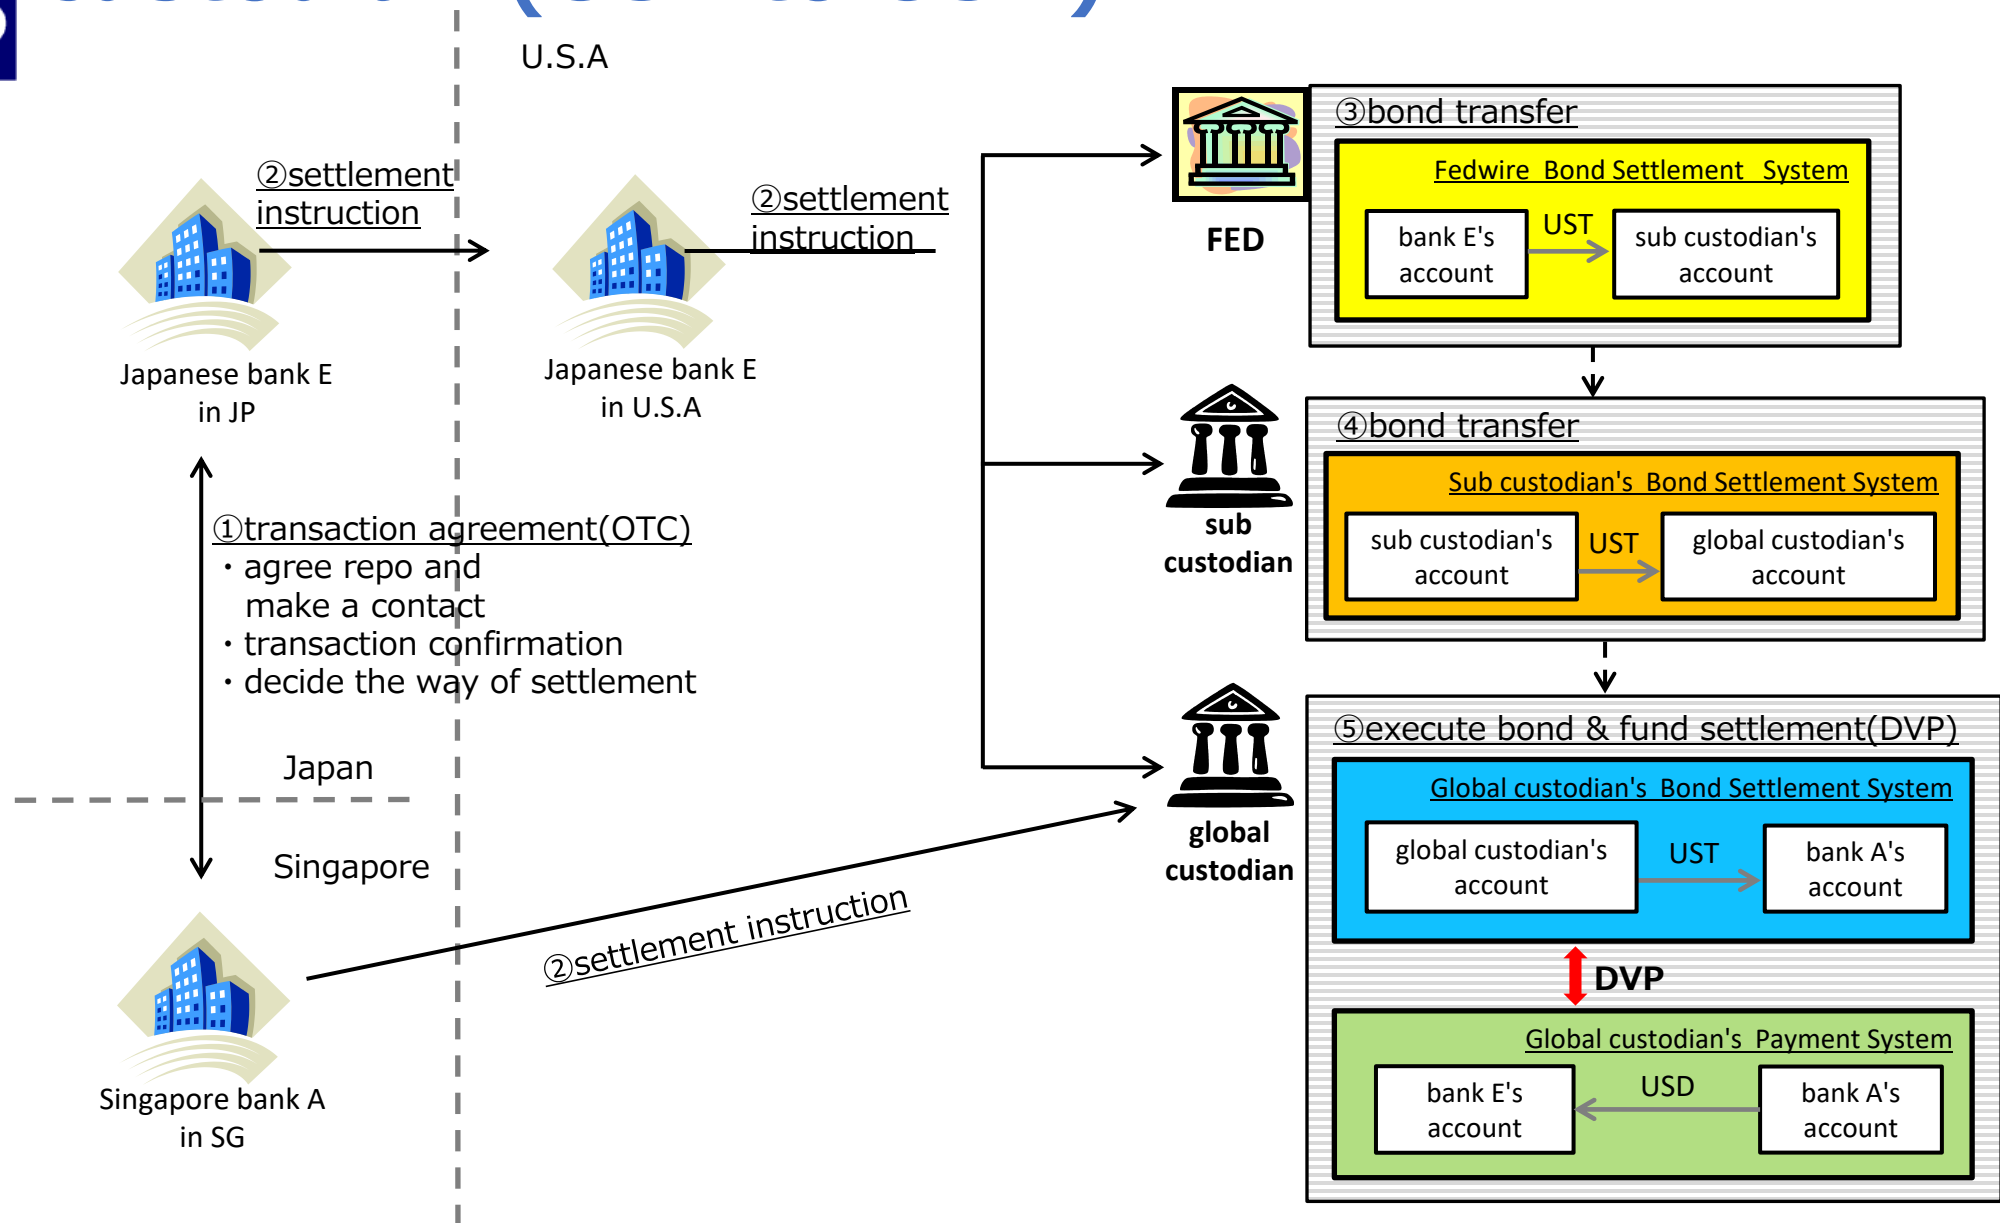 U.S.A
②settlement
instruction
②settlement
instruction
Japanese bank E
in JP
Japanese bank E
in U.S.A
①transaction agreement(OTC)
・agree repo and
make a contact
・transaction confirmation
・decide the way of settlement
Japan
Singapore
②settlement instruction
Singapore bank A
in SG
FED
③bond transfer
Fedwire Bond Settlement System
bank E's
account
UST
sub custodian's
account
sub
custodian
④bond transfer
Sub custodian's Bond Settlement System
sub custodian's
account
UST
global custodian's
account
global
custodian
⑤execute bond & fund settlement(DVP)
Global custodian's Bond Settlement System
global custodian's
account
UST
bank A's
account
DVP
Global custodian's Payment System
bank E's
account
USD
bank A's
account